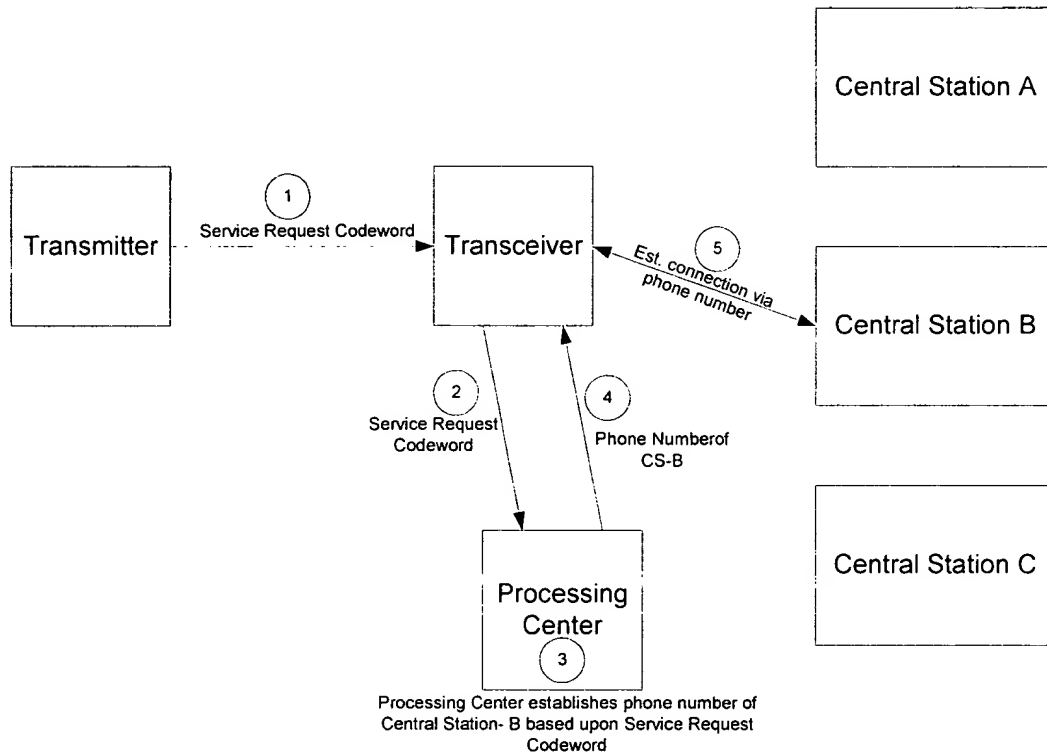 Central Station A
1
Service Request Codeword
Transmitter
Transceiver
5
Est. connection via
phone number
Central Station B
2
Service Request
Codeword
4
Phone Numberof
CS-B
Central Station C
Processing
Center
3
Processing Center establishes phone number of
Central Station- B based upon Service Request
Codeword